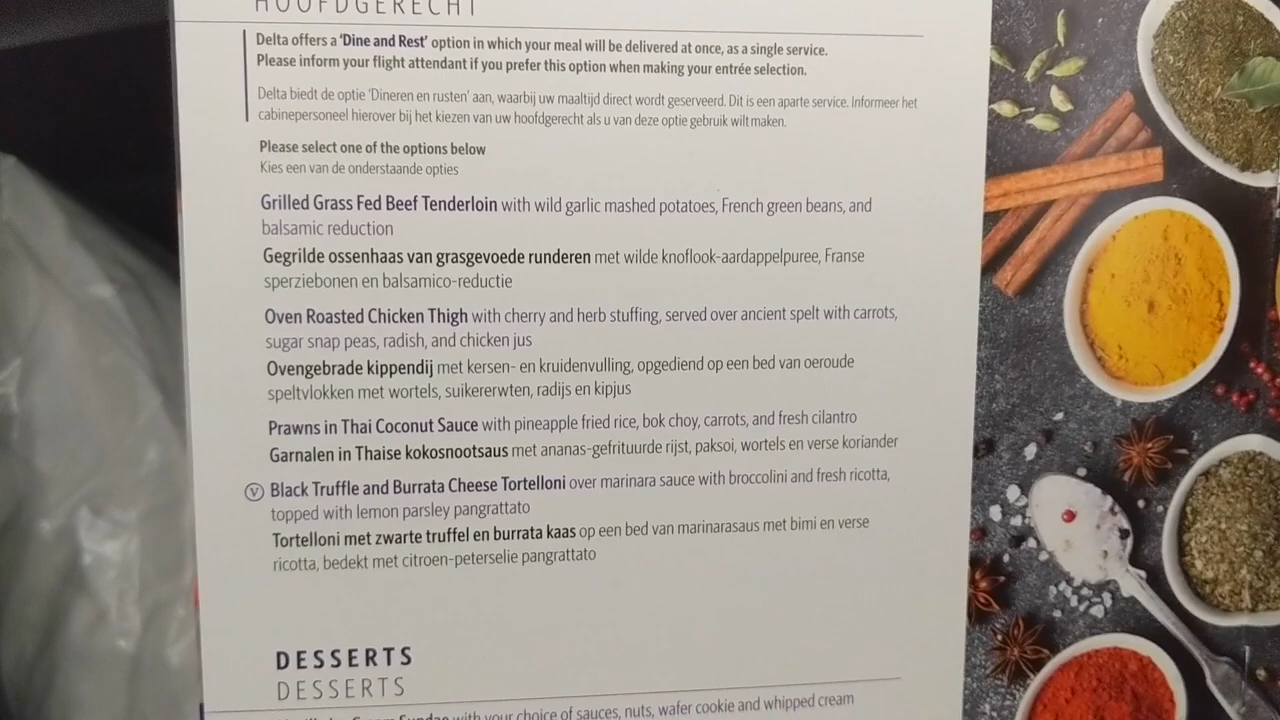 HOOFDGERECHT
Delta offers a 'Dine and Rest' option in which your meal will be delivered at once, as a single service.
Please inform your flight attendant if you prefer this option when making your entrée selection.
Delta biedt de optie 'Dineren en rusten' aan, waarbij uw maaltijd direct wordt geserveerd. Dit is een aparte service. Informeer het
cabinepersoneel hierover bij het kiezen van uw hoofdgerecht als u van deze optie gebruik wilt maken.
Please select one of the options below
Kies een van de onderstaande opties
Grilled Grass Fed Beef Tenderloin with wild garlic mashed potatoes, French green beans, and
balsamic reduction
Gegrilde ossenhaas van grasgevoede runderen met wilde knoflook-aardappelpuree, Franse
sperziebonen en balsamico-reductie
Oven Roasted Chicken Thigh with cherry and herb stuffing, served over ancient spelt with carrots,
sugar snap peas, radish, and chicken jus
Ovengebrade kippendij met kersen- en kruidenvulling, opgediend op een bed van oeroude
speltvlokken met wortels, suikererwten, radijs en kipjus
Prawns in Thai Coconut Sauce with pineapple fried rice, bok choy, carrots, and fresh cilantro
Garnalen in Thaise kokosnootsaus met ananas-gefrituurde rijst, paksoi, wortels en verse koriander
V Black Truffle and Burrata Cheese Tortelloni over marinara sauce with broccolini and fresh ricotta,
topped with lemon parsley pangrattato
Tortelloni met zwarte truffel en burrata kaas op een bed van marinarasaus met bimi en verse
ricotta, bedekt met citroen-peterselie pangrattato
DESSERTS
DESSERTS
with your choice of sauces, nuts, wafer cookie and whipped cream